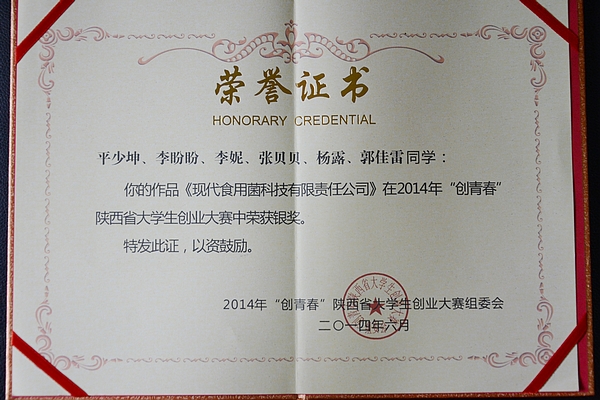 荣誉证书
HONORARY CREDENTIAL
平少坤、李盼盼、李妮、张贝贝、杨露、郭佳雷同学：
你的作品《现代食用菌科技有限责任公司》在2014年“创青春”
陕西省大学生创业大赛中荣获银奖。
特发此证，以资鼓励。
2014年“创青春”陕西省大学生创业大赛组委会
二〇一四年六月